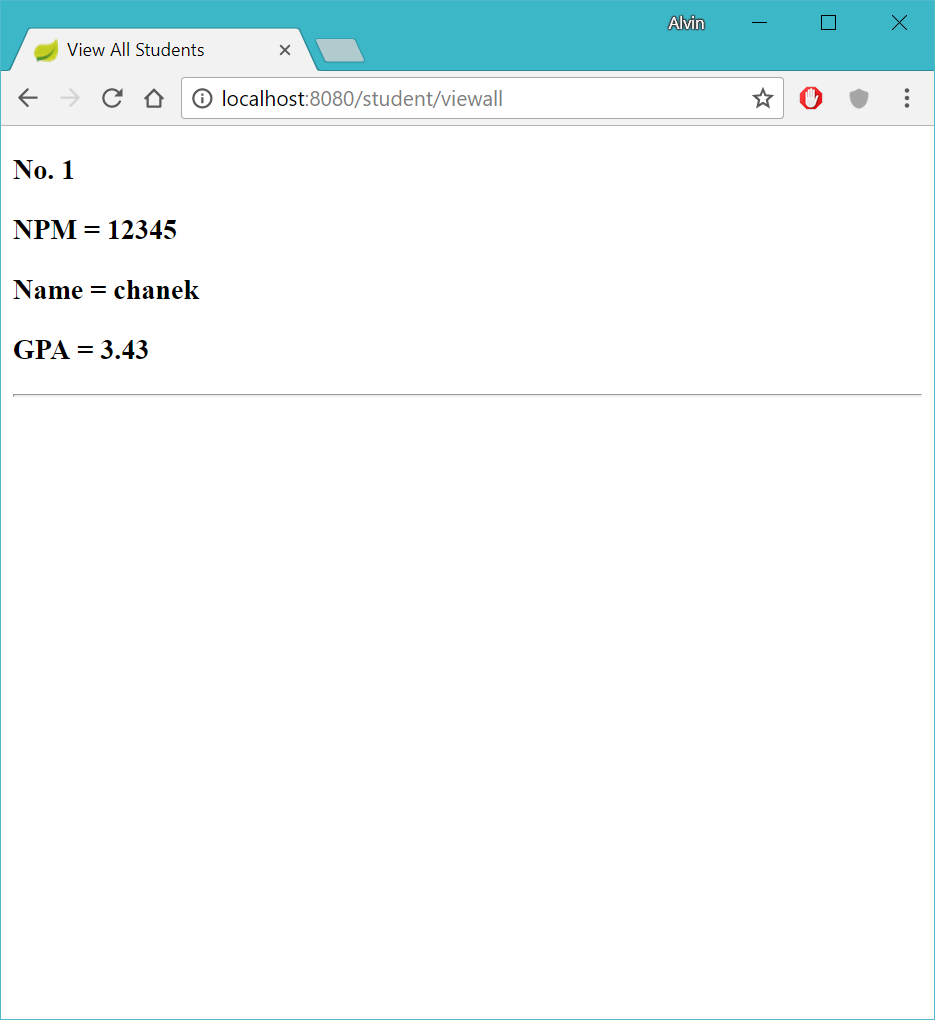 Alvin
View All Students
localhost:8080/student/viewall
No. 1
NPM = 12345
Name = chanek
GPA = 3.43